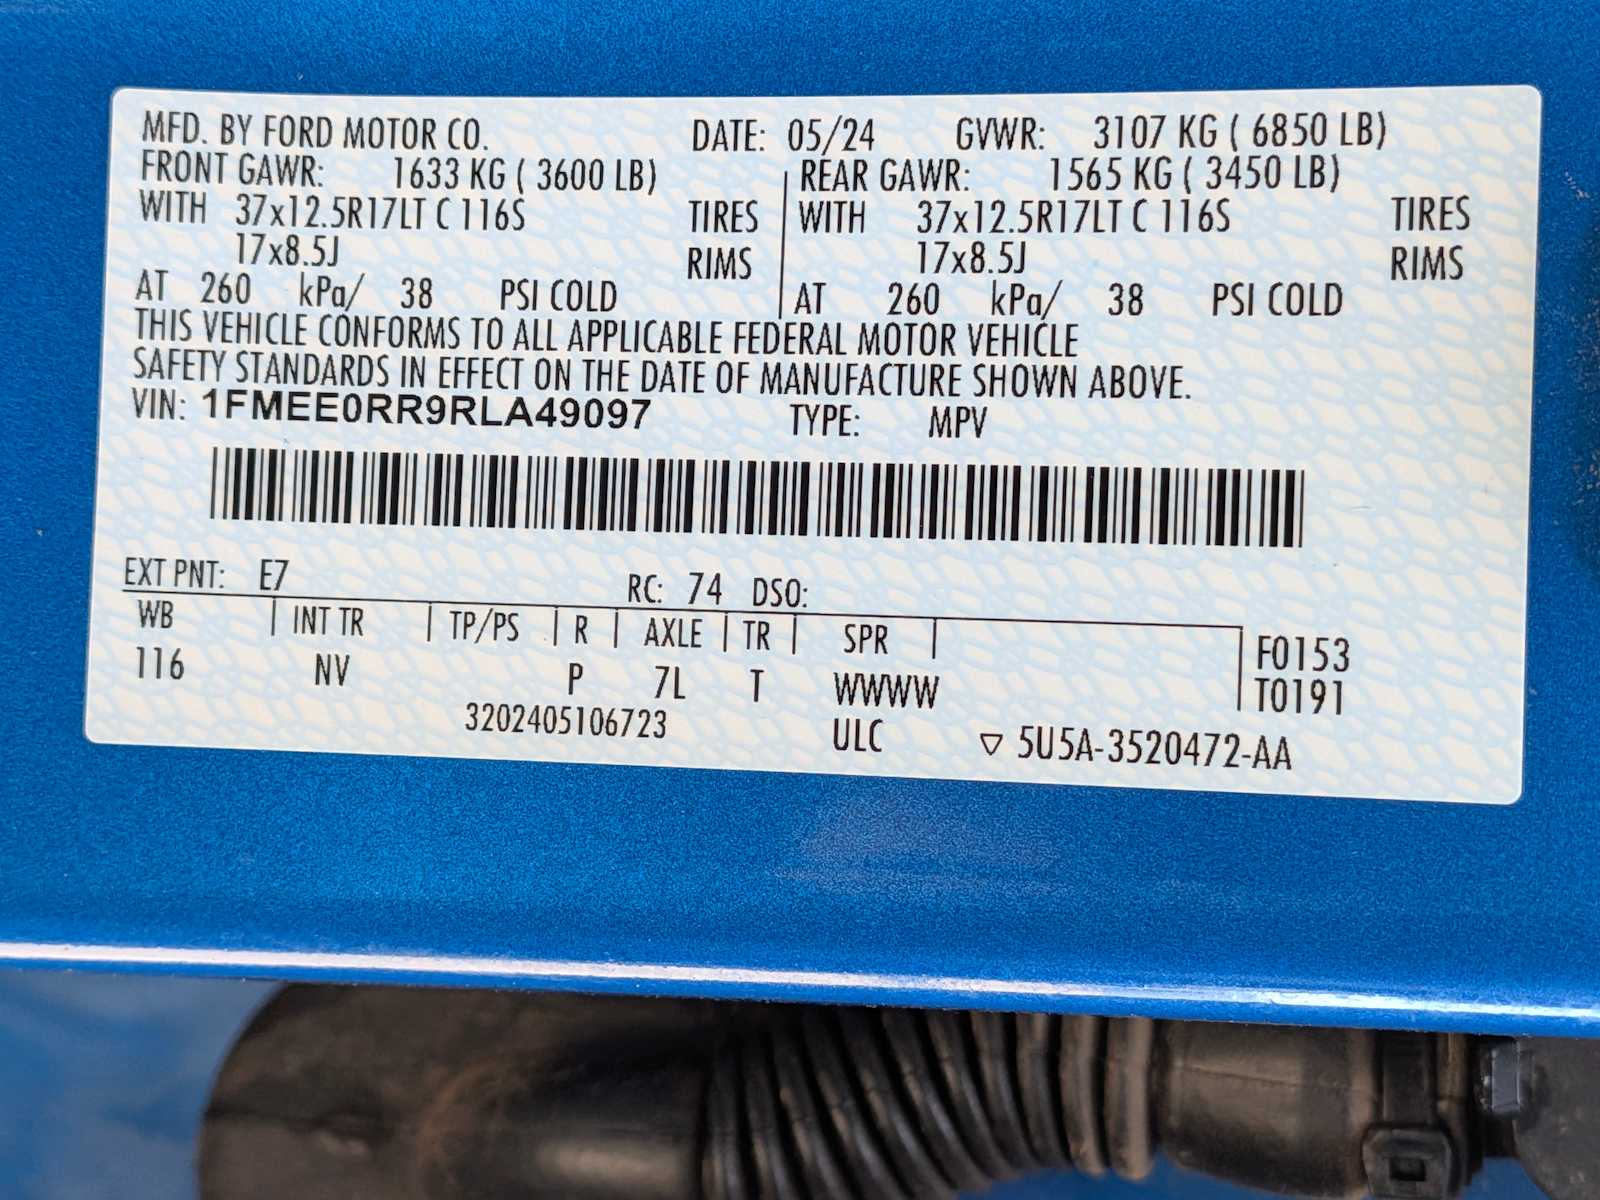 MFD. BY FORD MOTOR CO. DATE: 05/24 GVWR: 3107 KG ( 6850 LB)
FRONT GAWR: 1633 KG ( 3600 LB) REAR GAWR: 1565 KG ( 3450 LB)
WITH 37x12.5R17LT C 116S TIRES WITH 37x12.5R17LT C 116S TIRES
17x8.5J RIMS 17x8.5J RIMS
AT 260 kPa/ 38 PSI COLD AT 260 kPa/ 38 PSI COLD
THIS VEHICLE CONFORMS TO ALL APPLICABLE FEDERAL MOTOR VEHICLE
SAFETY STANDARDS IN EFFECT ON THE DATE OF MANUFACTURE SHOWN ABOVE.
VIN: 1FMEE0RR9RLA49097 TYPE: MPV
EXT PNT: E7 RC: 74 DSO:
WB INT TR TP/PS R AXLE TR SPR F0153
116 NV P 7L T WWWW T0191
3202405106723 ULC ▽ 5U5A-3520472-AA